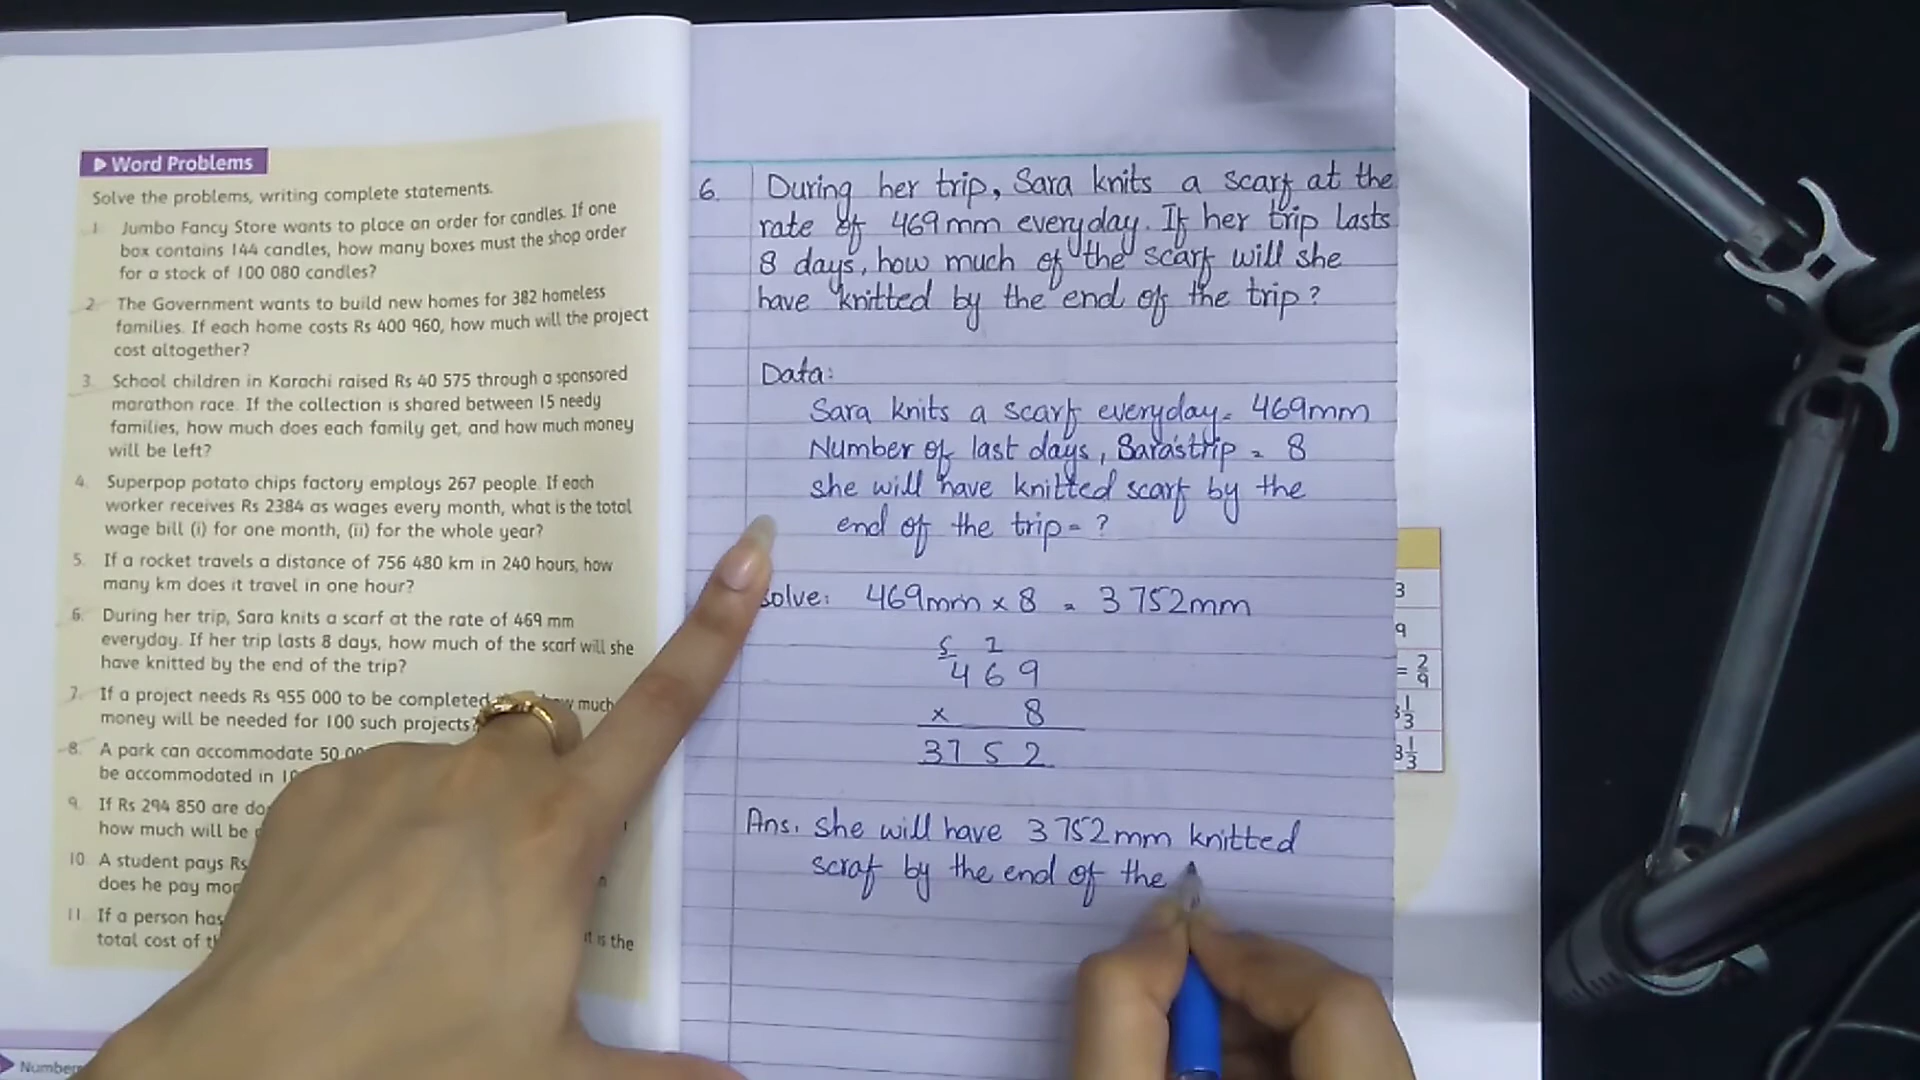 Word Problems
Solve the problems, writing complete statements.
1. Jumbo Fancy Store wants to place an order for candles. If one
box contains 144 candles, how many boxes must the shop order
for a stock of 100 080 candles?
2. The Government wants to build new homes for 382 homeless
families. If each home costs Rs 400 960, how much will the project
cost altogether?
3. School children in Karachi raised Rs 40 575 through a sponsored
marathon race. If the collection is shared between 15 needy
families, how much does each family get, and how much money
will be left?
4. Superpop potato chips factory employs 267 people. If each
worker receives Rs 2384 as wages every month, what is the total
wage bill (i) for one month, (ii) for the whole year?
5. If a rocket travels a distance of 756 480 km in 240 hours, how
many km does it travel in one hour?
6. During her trip, Sara knits a scarf at the rate of 469 mm
everyday. If her trip lasts 8 days, how much of the scarf will she
have knitted by the end of the trip?
7. If a project needs Rs 955 000 to be completed much
money will be needed for 100 such projects?
8. A park can accommodate 50
be accommodated in
9. If Rs 294 850 are
how much will be
10. A student pays Rs
does he pay
11. If a person has
total cost of is the
6. During her trip, Sara knits a scarf at the
rate of 469mm everyday. If her trip lasts
8 days, how much of the scarf will she
have knitted by the end of the trip?
Data:
Sara knits a scarf everyday = 469mm
Number of last days, Sara's trip = 8
she will have knitted scarf by the
end of the trip = ?
Solve: 469mm x 8 = 3752mm
4 6 9
x 8
3 7 5 2
Ans. She will have 3752mm knitted
scraf by the end of the
3
9
= 2/9
1/3
1/3